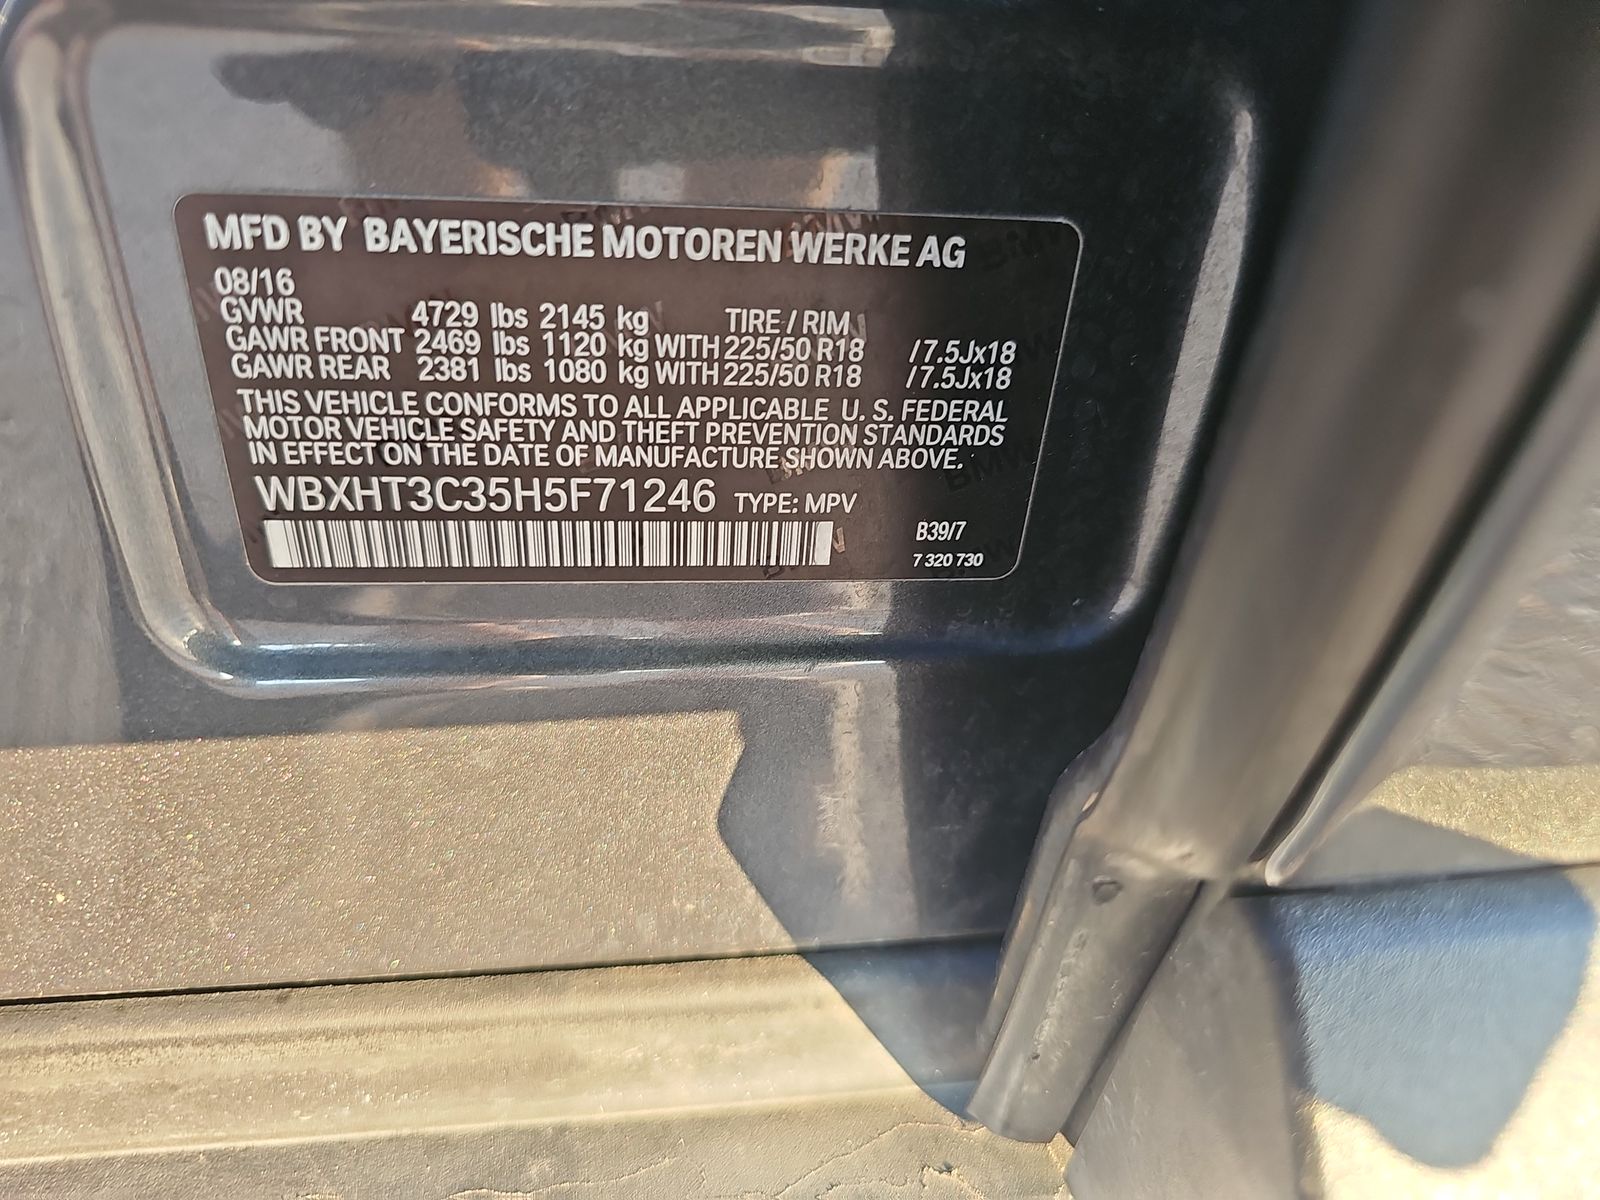 MFD BY BAYERISCHE MOTOREN WERKE AG
08/16
GVWR 4729 lbs 2145 kg TIRE / RIM
GAWR FRONT 2469 lbs 1120 kg WITH 225/50 R18 /7.5Jx18
GAWR REAR 2381 lbs 1080 kg WITH 225/50 R18 /7.5Jx18
THIS VEHICLE CONFORMS TO ALL APPLICABLE U. S. FEDERAL
MOTOR VEHICLE SAFETY AND THEFT PREVENTION STANDARDS
IN EFFECT ON THE DATE OF MANUFACTURE SHOWN ABOVE.
WBXHT3C35H5F71246 TYPE: MPV
B39/7
7 320 730